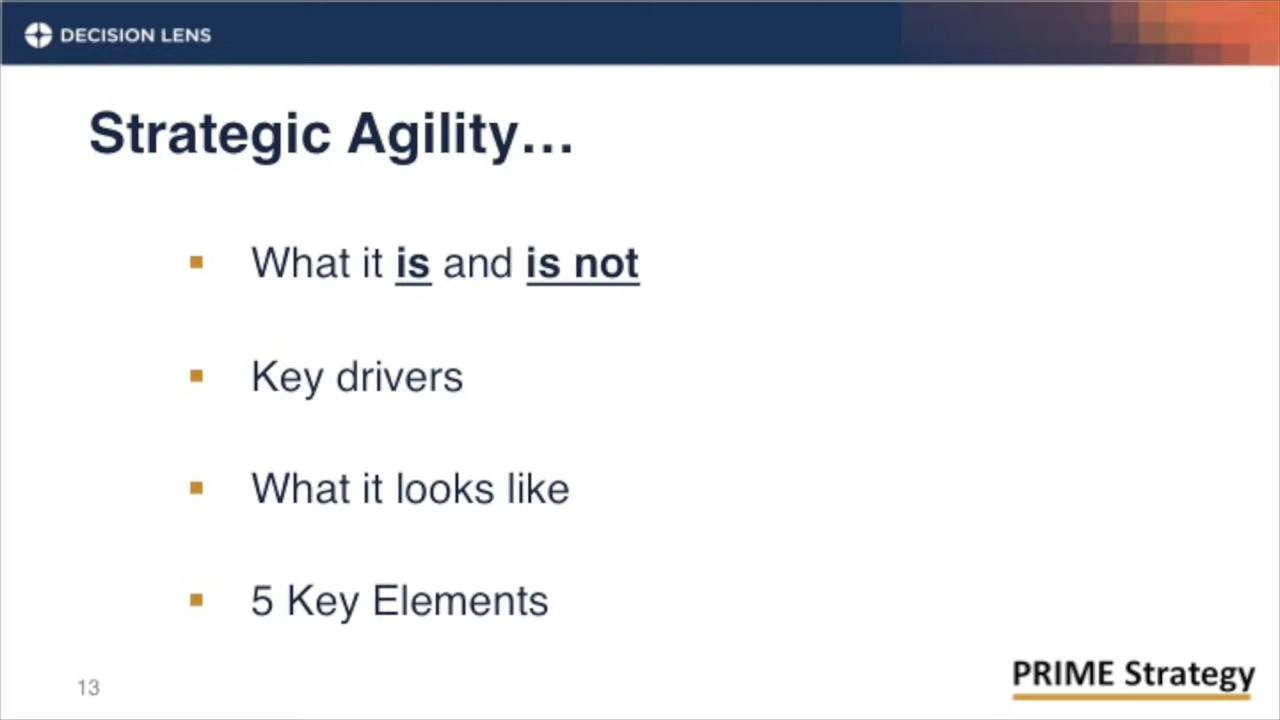 DECISION LENS
Strategic Agility...
What it is and is not
Key drivers
What it looks like
5 Key Elements
13
PRIME Strategy